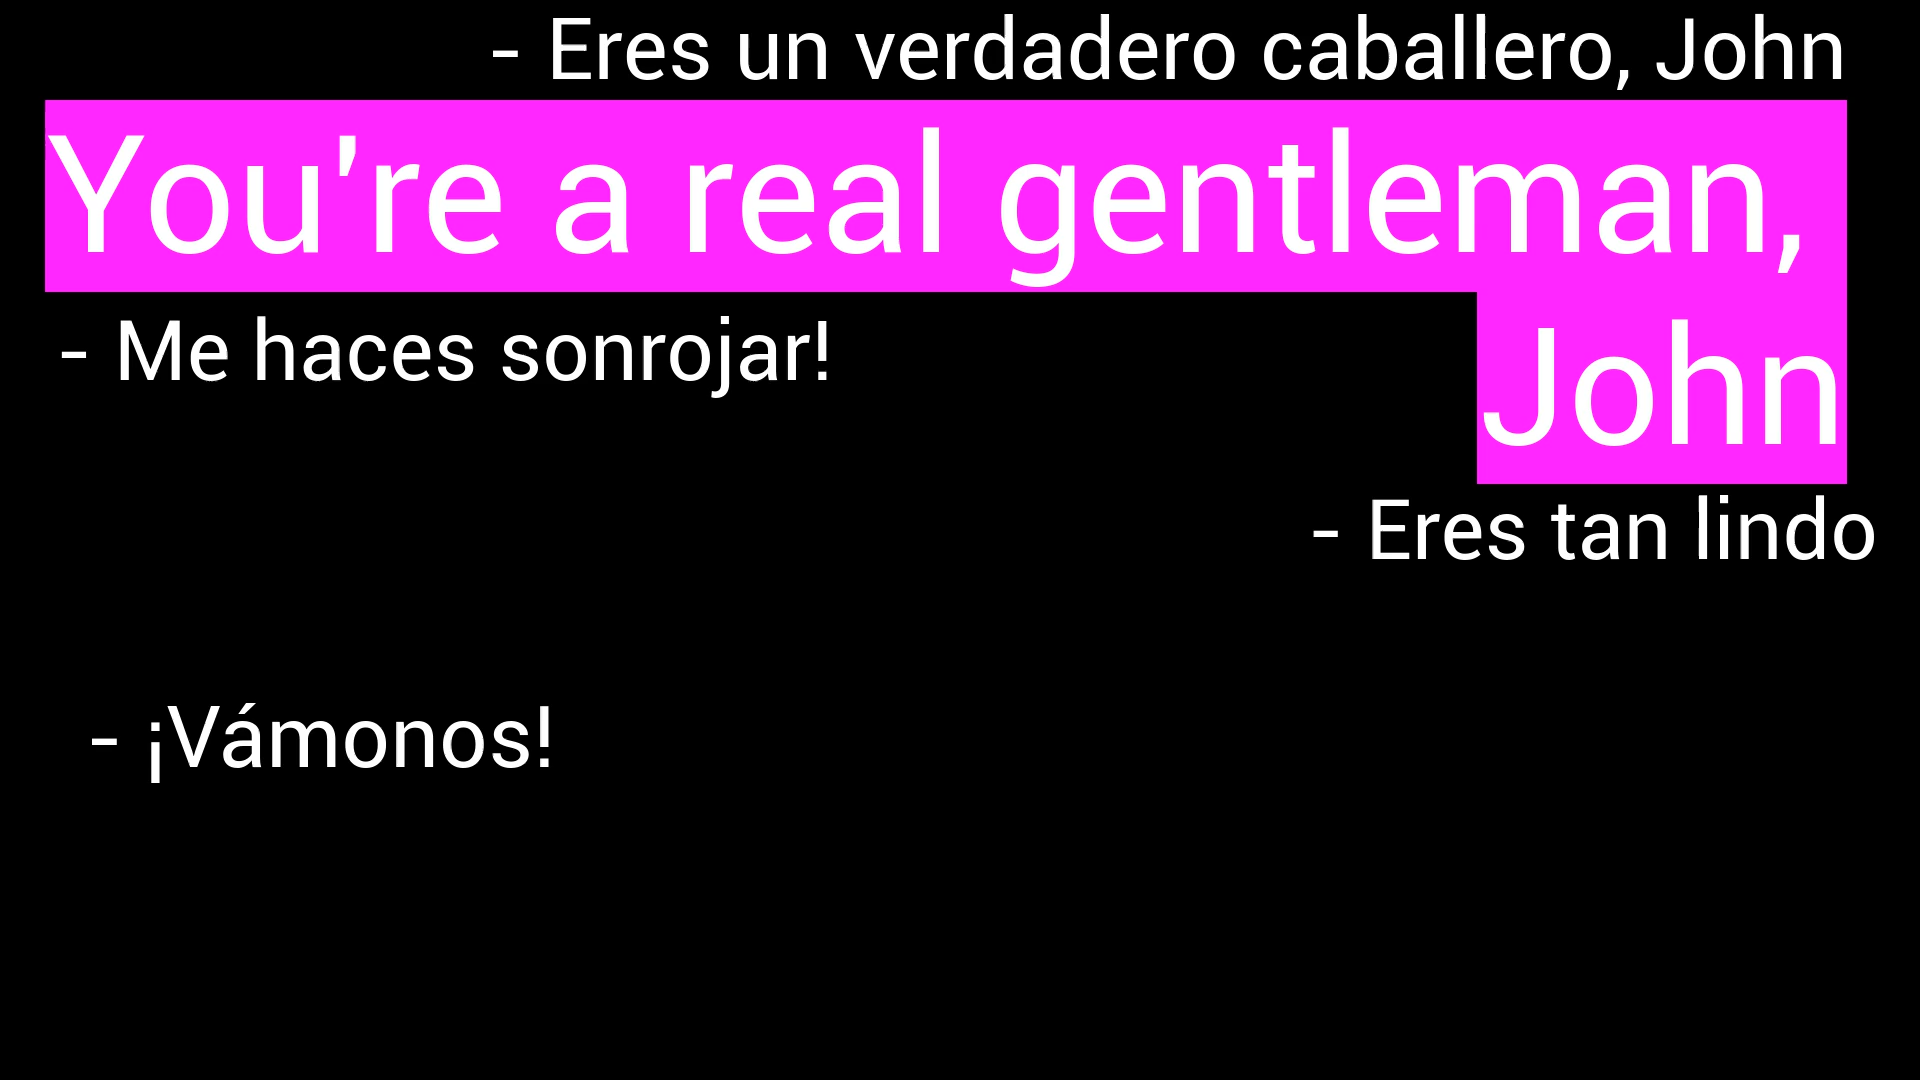 - Eres un verdadero caballero, John
You're a real gentleman,
John
- Me haces sonrojar!
- Eres tan lindo
- ¡Vámonos!